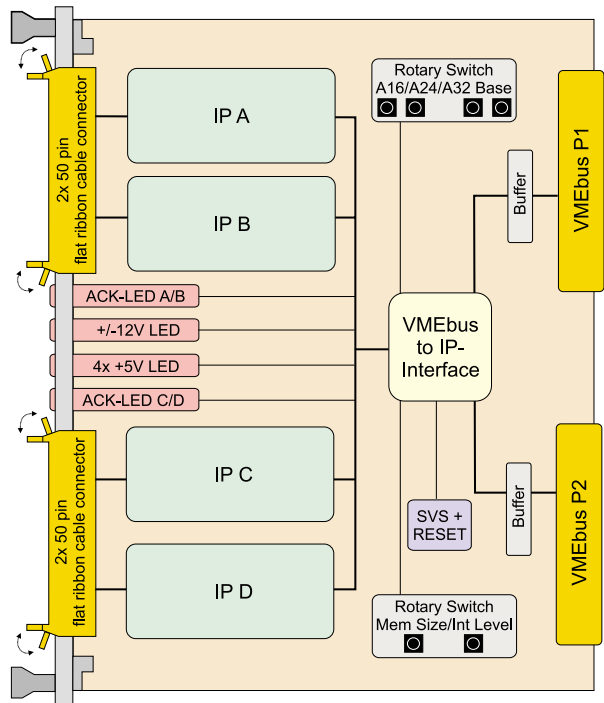 2x 50 pin
flat ribbon cable connector
IP A
IP B
ACK-LED A/B
+/-12V LED
4x +5V LED
ACK-LED C/D
2x 50 pin
flat ribbon cable connector
IP C
IP D
Rotary Switch
A16/A24/A32 Base
VMEbus
to IP-
Interface
SVS +
RESET
Rotary Switch
Mem Size/Int Level
Buffer
VMEbus P1
Buffer
VMEbus P2